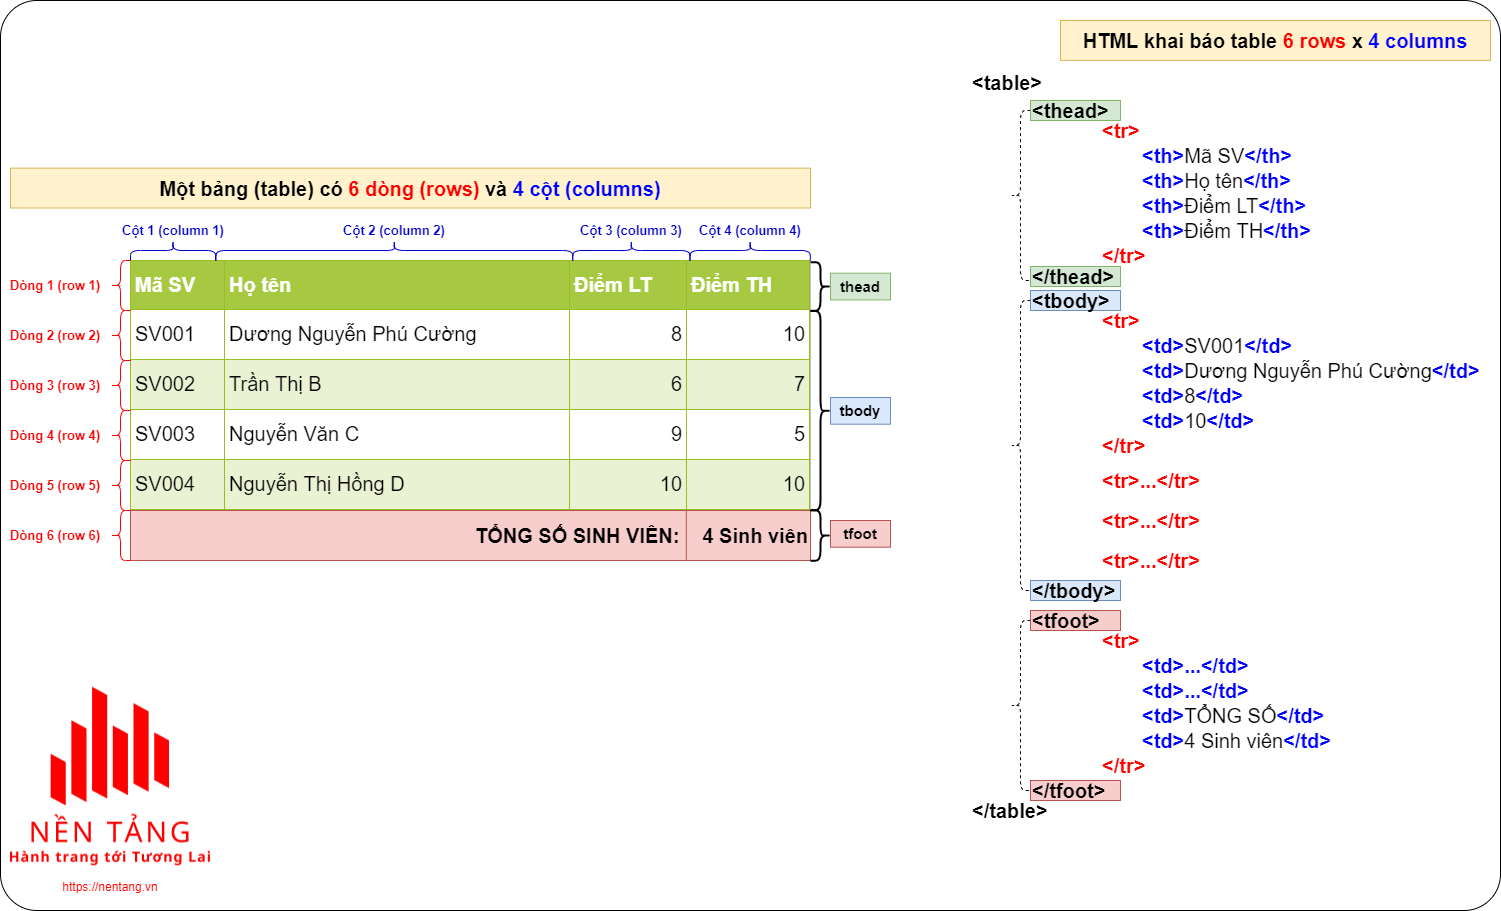 Một bảng (table) có 6 dòng (rows) và 4 cột (columns)
Cột 1 (column 1) Cột 2 (column 2) Cột 3 (column 3) Cột 4 (column 4)
Dòng 1 (row 1) Mã SV Họ tên Điểm LT Điểm TH thead
Dòng 2 (row 2) SV001 Dương Nguyễn Phú Cường 8 10
Dòng 3 (row 3) SV002 Trần Thị B 6 7
tbody
Dòng 4 (row 4) SV003 Nguyễn Văn C 9 5
Dòng 5 (row 5) SV004 Nguyễn Thị Hồng D 10 10
Dòng 6 (row 6) TỔNG SỐ SINH VIÊN: 4 Sinh viên tfoot
HTML khai báo table 6 rows x 4 columns
<table>
<thead>
<tr>
<th>Mã SV</th>
<th>Họ tên</th>
<th>Điểm LT</th>
<th>Điểm TH</th>
</tr>
</thead>
<tbody>
<tr>
<td>SV001</td>
<td>Dương Nguyễn Phú Cường</td>
<td>8</td>
<td>10</td>
</tr>
<tr>...</tr>
<tr>...</tr>
<tr>...</tr>
</tbody>
<tfoot>
<tr>
<td>...</td>
<td>...</td>
<td>TỔNG SỐ</td>
<td>4 Sinh viên</td>
</tr>
</tfoot>
</table>
NỀN TẢNG
Hành trang tới Tương Lai
https://nentang.vn